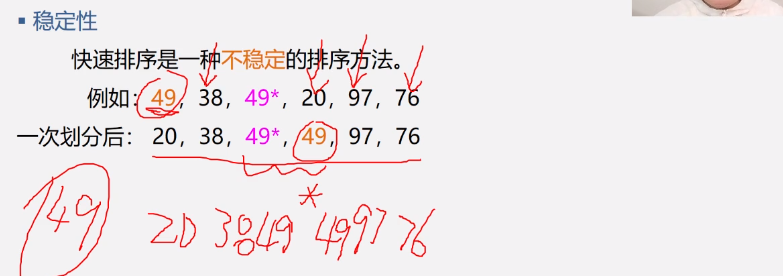 ▪ 稳定性
快速排序是一种不稳定的排序方法。
例如：49，38，49*，20，97，76
一次划分后：20，38，49*，49，97，76
49
*
20 38 49 49 97 76